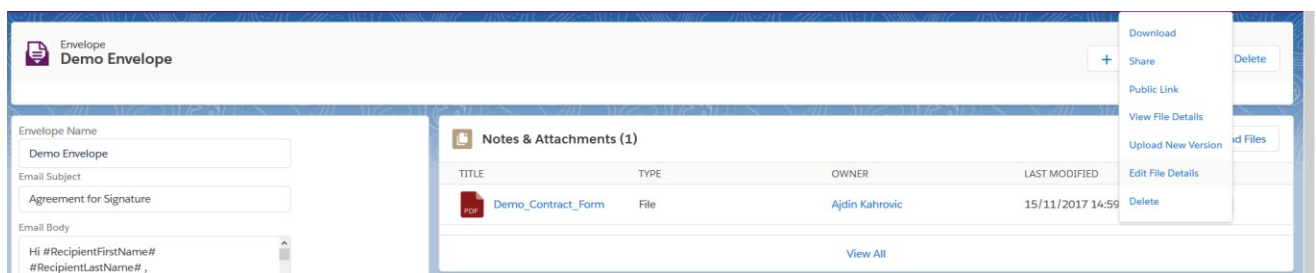 Envelope
Demo Envelope
+
Delete
Download
Share
Public Link
View File Details
Upload New Version
Edit File Details
Delete
Envelope Name
Demo Envelope
Email Subject
Agreement for Signature
Email Body
Hi #RecipientFirstName#
#RecipientLastName# ,
Notes & Attachments (1)
ad Files
TITLE TYPE OWNER LAST MODIFIED
PDF Demo_Contract_Form File Ajdin Kahrovic 15/11/2017 14:59
View All